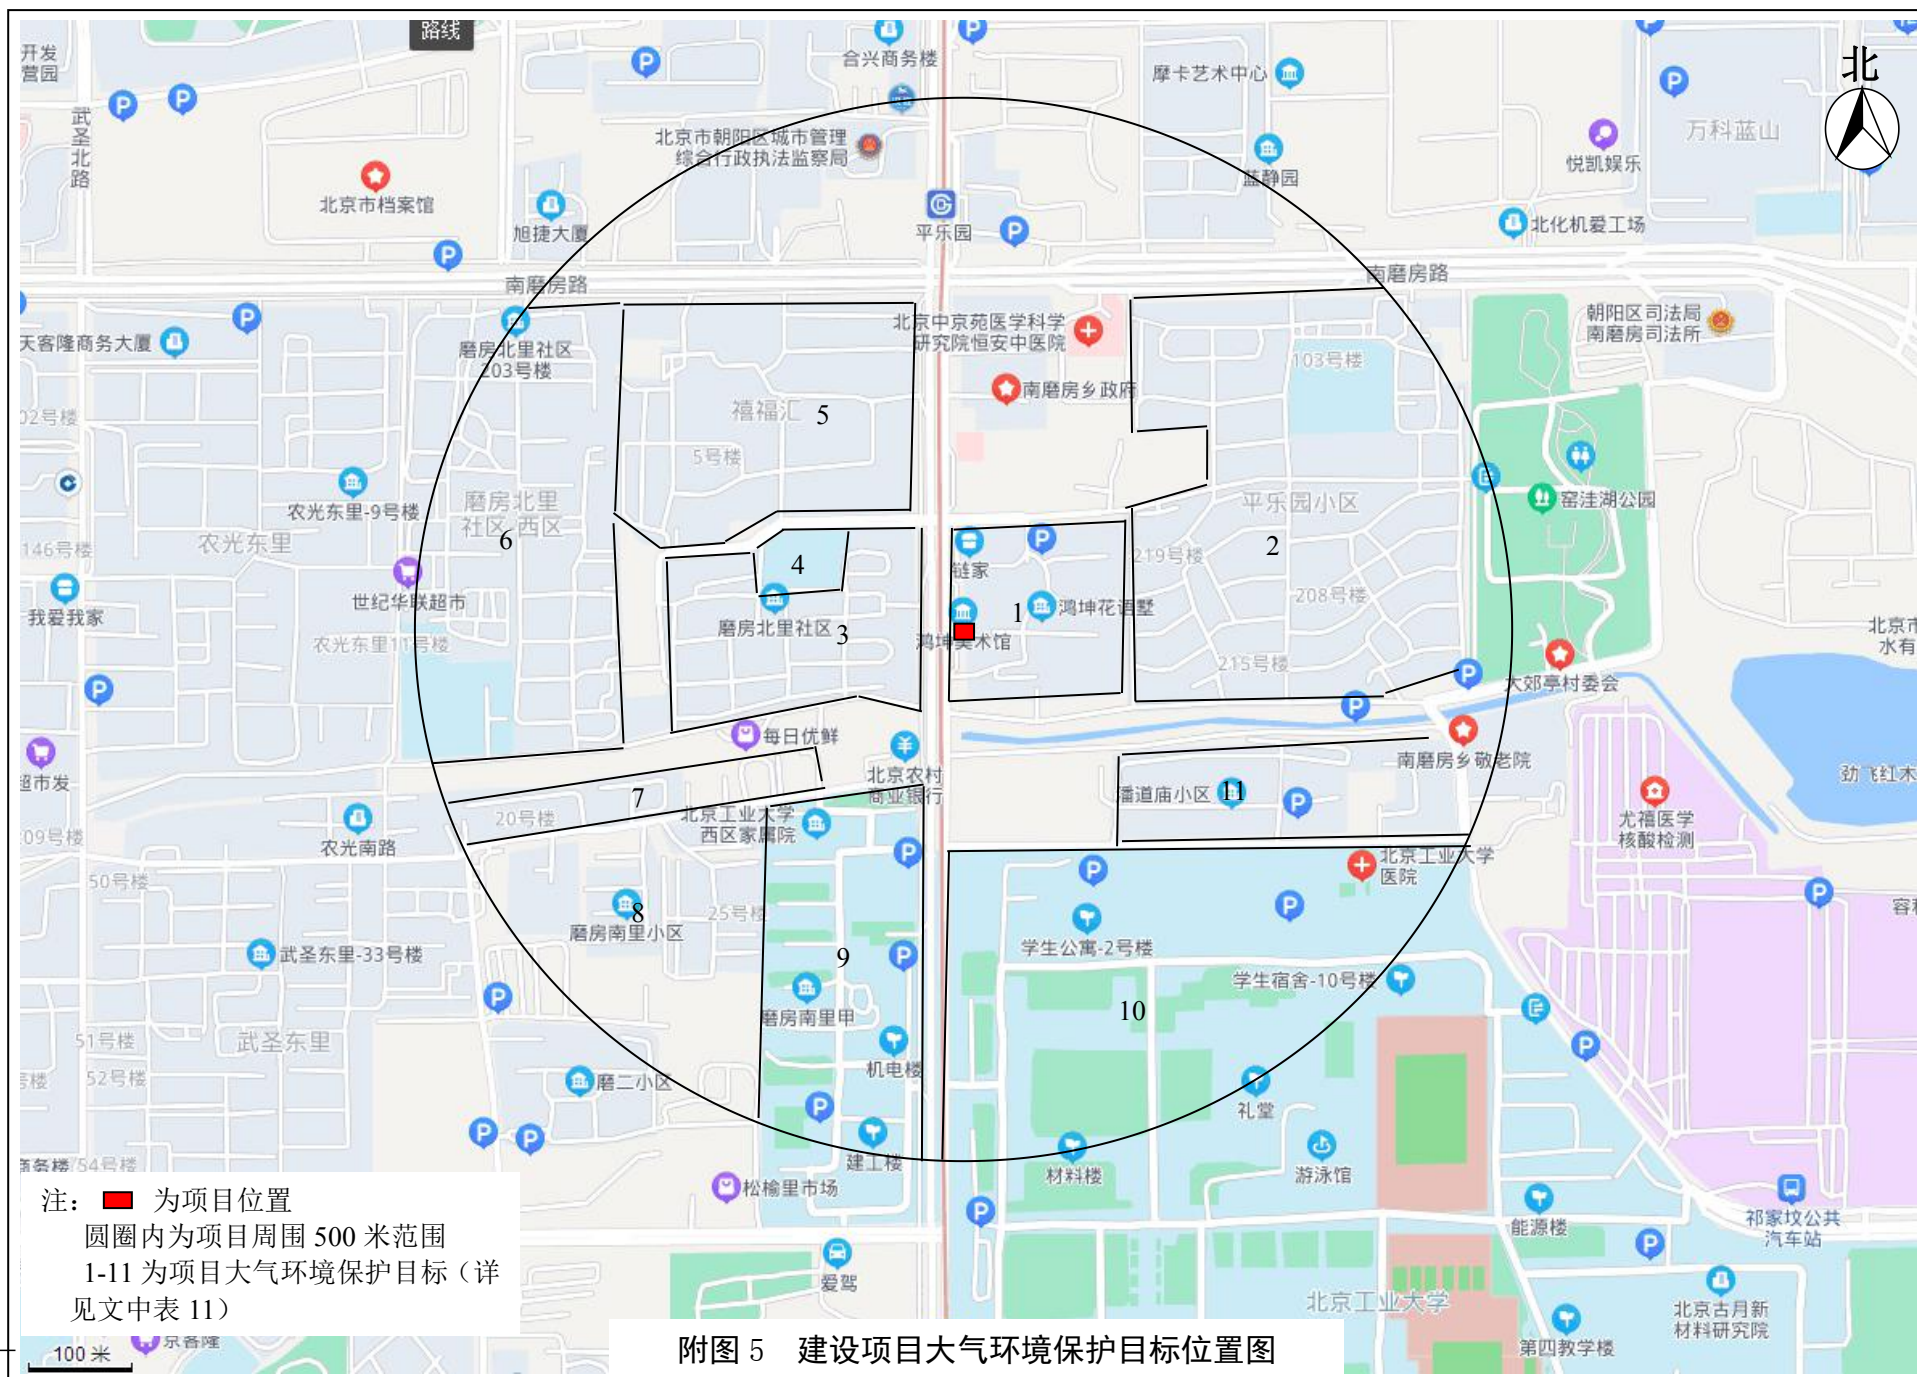 路线
开发
营园
合兴商务楼
摩卡艺术中心
北
武圣北路
北京市朝阳区城市管理
综合行政执法监察局
万科蓝山
悦凯娱乐
蓝静园
北京市档案馆
旭捷大厦
平乐园
北化机爱工场
南磨房路
南磨房路
天客隆商务大厦
磨房北里社区
203号楼
北京中京苑医学科学
研究院恒安中医院
朝阳区司法局
南磨房司法所
103号楼
南磨房乡政府
02号楼
禧福汇
5
5号楼
农光东里-9号楼
磨房北里
社区西区
6
平乐园小区
窑洼湖公园
146号楼
农光东里
4
2
219号楼
链家
世纪华联超市
我爱我家
208号楼
1
鸿坤花语墅
磨房北里社区
3
鸿坤美术馆
农光东里11号楼
215号楼
北京市
水有
大郊亭村委会
每日优鲜
南磨房乡敬老院
超市发
北京农村
商业银行
劲飞红木
潘道庙小区
11
7
20号楼
北京工业大学
西区家属院
尤禧医学
核酸检测
09号楼
农光南路
北京工业大学
医院
50号楼
8
25号楼
磨房南里小区
容和
武圣东里-33号楼
学生公寓-2号楼
9
学生宿舍-10号楼
磨房南里甲
10
51号楼
武圣东里
机电楼
号楼
52号楼
磨二小区
礼堂
建工楼
材料楼
游泳馆
商务楼
54号楼
松榆里市场
能源楼
祁家坟公共
汽车站
注：
为项目位置
圆圈内为项目周围 500 米范围
1-11 为项目大气环境保护目标（详
见文中表 11）
爱驾
北京工业大学
北京古月新
材料研究院
第四教学楼
京客隆
100 米
附图 5 建设项目大气环境保护目标位置图